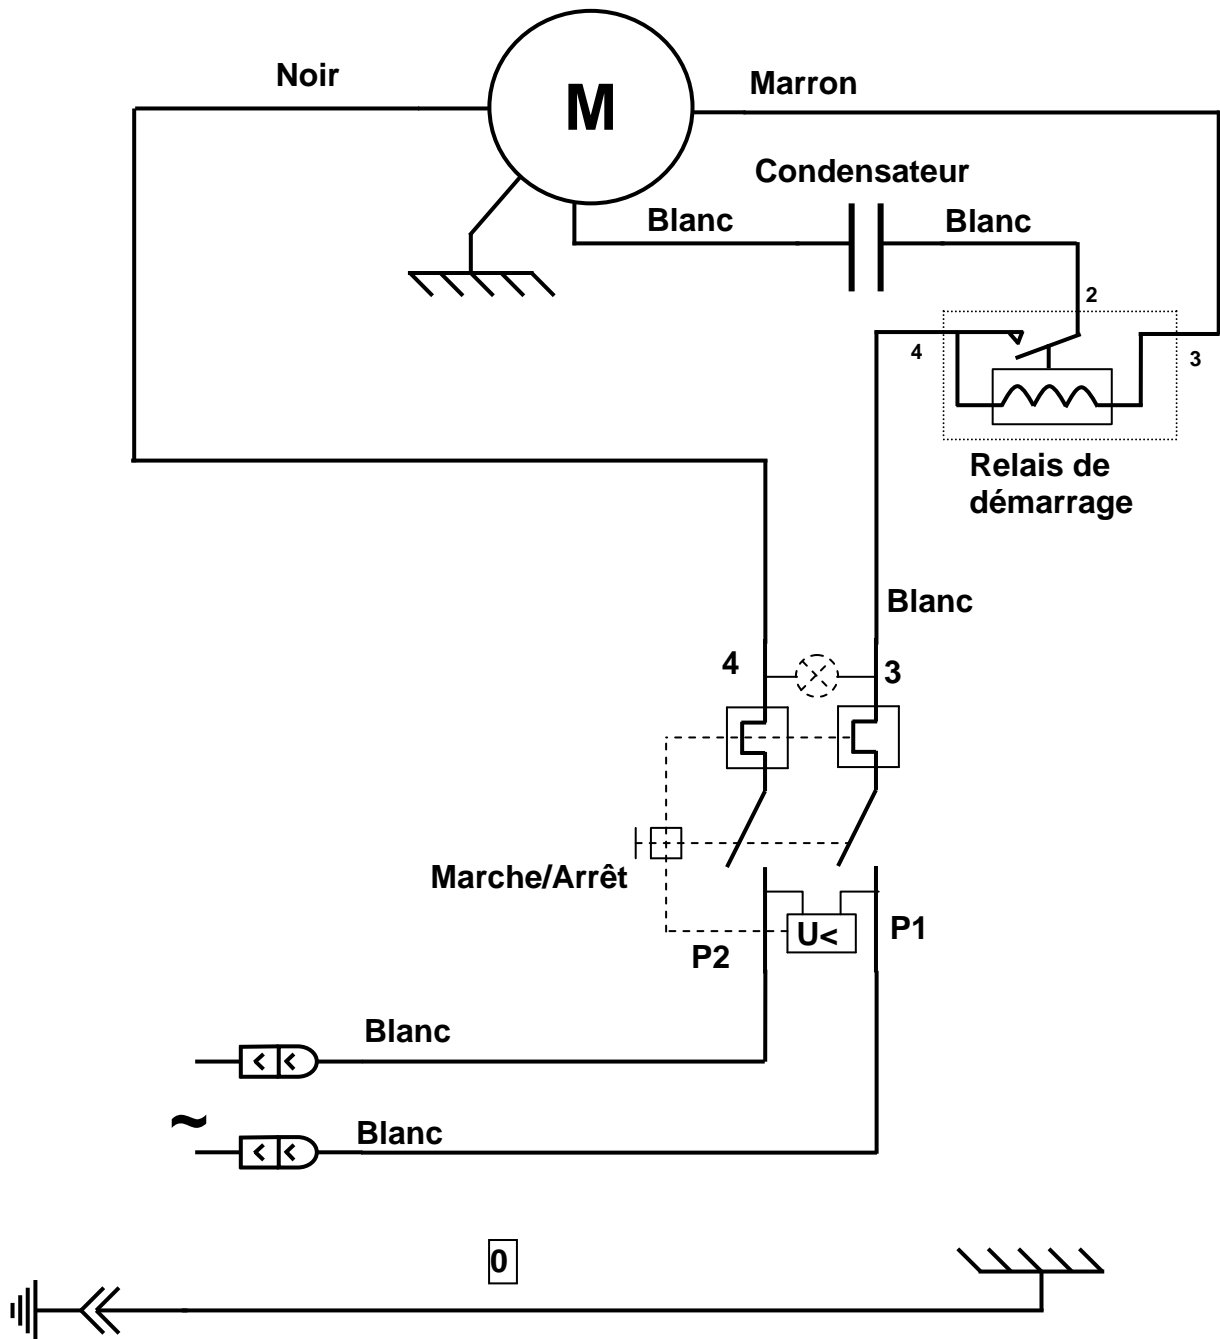 Noir
M
Marron
Condensateur
Blanc
Blanc
2
4
3
Relais de
démarrage
Blanc
4
3
Marche/Arrêt
U<
P1
P2
Blanc
~
Blanc
0